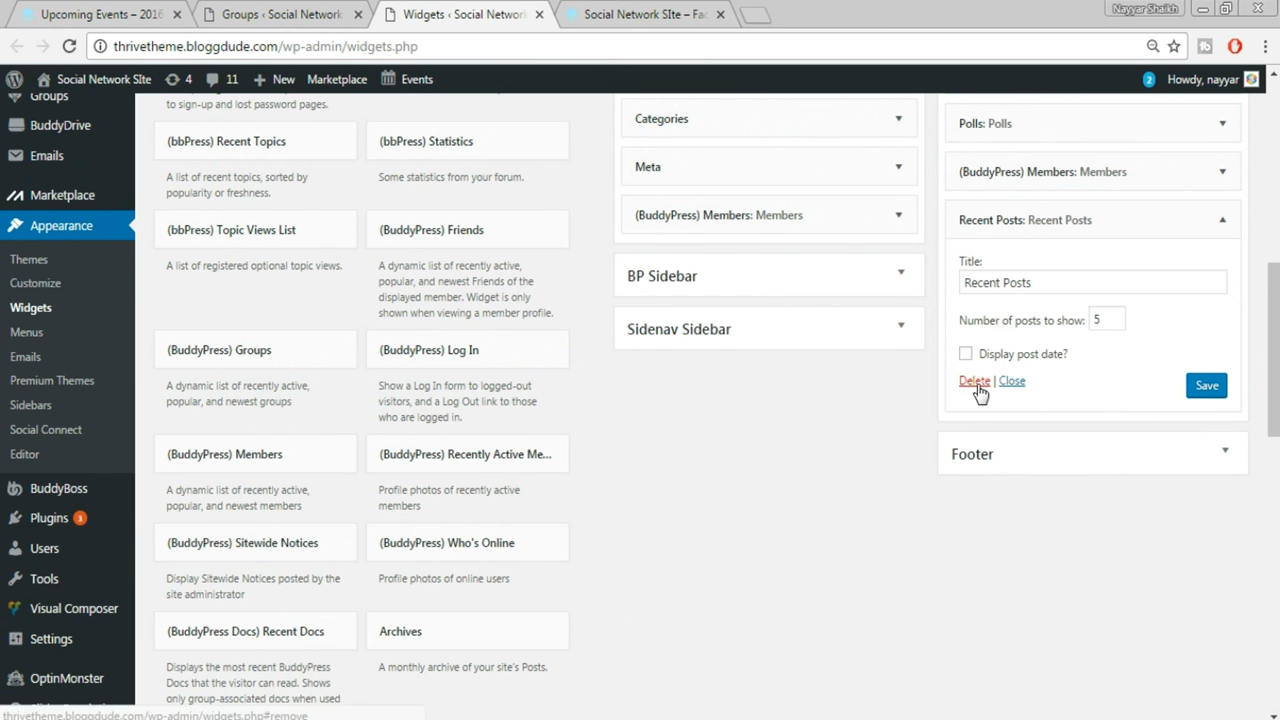 Upcoming Events – 2016
Groups ‹ Social Network
Widgets ‹ Social Network
Social Network SIte – Fac
Nayyar Shaikh
thrivetheme.bloggdude.com/wp-admin/widgets.php
Social Network SIte
4
11
New
Marketplace
Events
2
Howdy, nayyar
Groups
BuddyDrive
Emails
Marketplace
Appearance
Themes
Customize
Widgets
Menus
Emails
Premium Themes
Sidebars
Social Connect
Editor
BuddyBoss
Plugins 3
Users
Tools
Visual Composer
Settings
OptinMonster
to sign-up and lost password pages.
(bbPress) Recent Topics
A list of recent topics, sorted by
popularity or freshness.
(bbPress) Statistics
Some statistics from your forum.
(bbPress) Topic Views List
A list of registered optional topic views.
(BuddyPress) Friends
A dynamic list of recently active,
popular, and newest Friends of the
displayed member. Widget is only
shown when viewing a member profile.
(BuddyPress) Groups
A dynamic list of recently active,
popular, and newest groups
(BuddyPress) Log In
Show a Log In form to logged-out
visitors, and a Log Out link to those
who are logged in.
(BuddyPress) Members
A dynamic list of recently active,
popular, and newest members
(BuddyPress) Recently Active Me...
Profile photos of recently active
members
(BuddyPress) Sitewide Notices
Display Sitewide Notices posted by the
site administrator
(BuddyPress) Who's Online
Profile photos of online users
(BuddyPress Docs) Recent Docs
Displays the most recent BuddyPress
Docs that the visitor can read. Shows
only group-associated docs when used
Archives
A monthly archive of your site's Posts.
Categories
Meta
(BuddyPress) Members: Members
BP Sidebar
Sidenav Sidebar
Polls: Polls
(BuddyPress) Members: Members
Recent Posts: Recent Posts
Title:
Recent Posts
Number of posts to show: 5
Display post date?
Delete | Close
Save
Footer
thrivetheme.bloggdude.com/wp-admin/widgets.php#remove